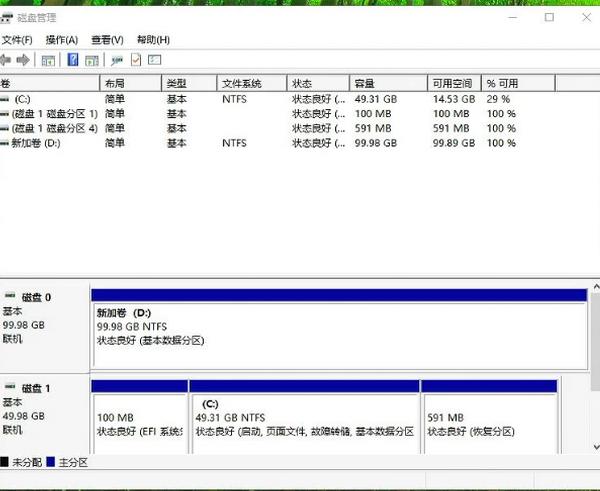 磁盘管理
文件(F) 操作(A) 查看(V) 帮助(H)
卷 布局 类型 文件系统 状态 容量 可用空间 % 可用
(C:) 简单 基本 NTFS 状态良好 (... 49.31 GB 14.53 GB 29 %
(磁盘 1 磁盘分区 1) 简单 基本 状态良好 (... 100 MB 100 MB 100 %
(磁盘 1 磁盘分区 4) 简单 基本 状态良好 (... 591 MB 591 MB 100 %
新加卷 (D:) 简单 基本 NTFS 状态良好 (... 99.98 GB 99.89 GB 100 %
磁盘 0
基本
99.98 GB
联机
新加卷 (D:)
99.98 GB NTFS
状态良好 (基本数据分区)
磁盘 1
基本
49.98 GB
联机
100 MB
状态良好 (EFI 系统
(C:)
49.31 GB NTFS
状态良好 (启动, 页面文件, 故障转储, 基本数据分区
591 MB
状态良好 (恢复分区)
未分配 主分区